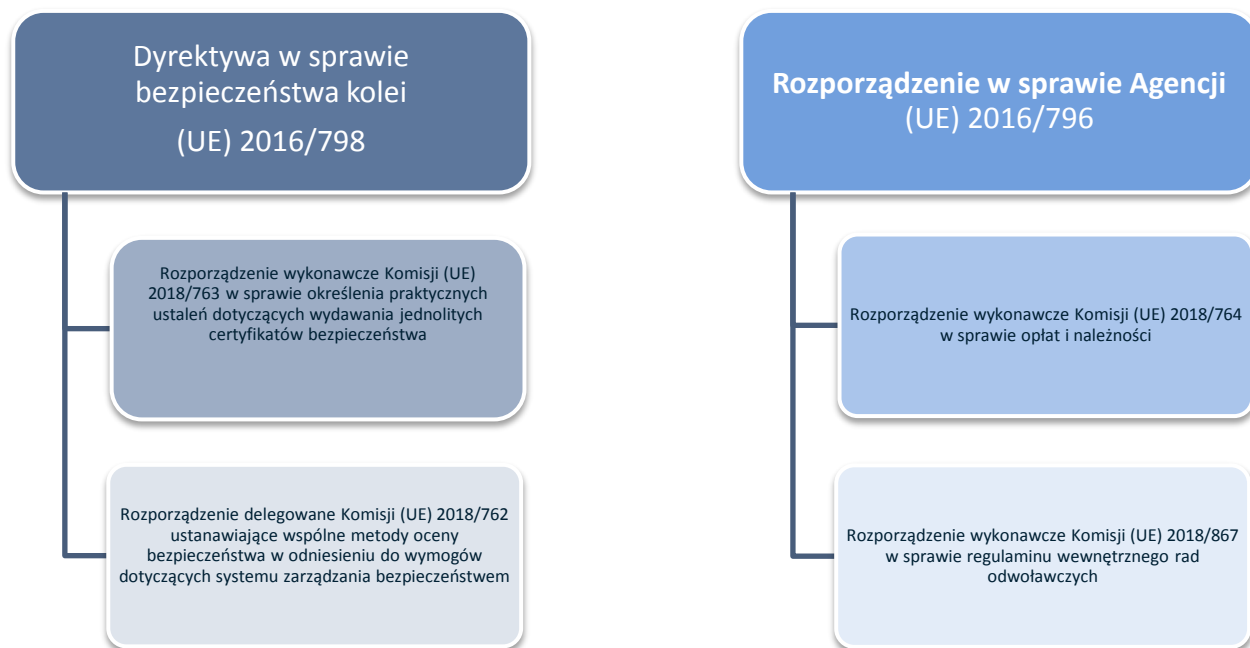 Dyrektywa w sprawie
bezpieczeństwa kolei
(UE) 2016/798
Rozporządzenie wykonawcze Komisji (UE)
2018/763 w sprawie określenia praktycznych
ustaleń dotyczących wydawania jednolitych
certyfikatów bezpieczeństwa
Rozporządzenie delegowane Komisji (UE) 2018/762
ustanawiające wspólne metody oceny
bezpieczeństwa w odniesieniu do wymogów
dotyczących systemu zarządzania bezpieczeństwem
Rozporządzenie w sprawie Agencji
(UE) 2016/796
Rozporządzenie wykonawcze Komisji (UE) 2018/764
w sprawie opłat i należności
Rozporządzenie wykonawcze Komisji (UE) 2018/867
w sprawie regulaminu wewnętrznego rad
odwoławczych